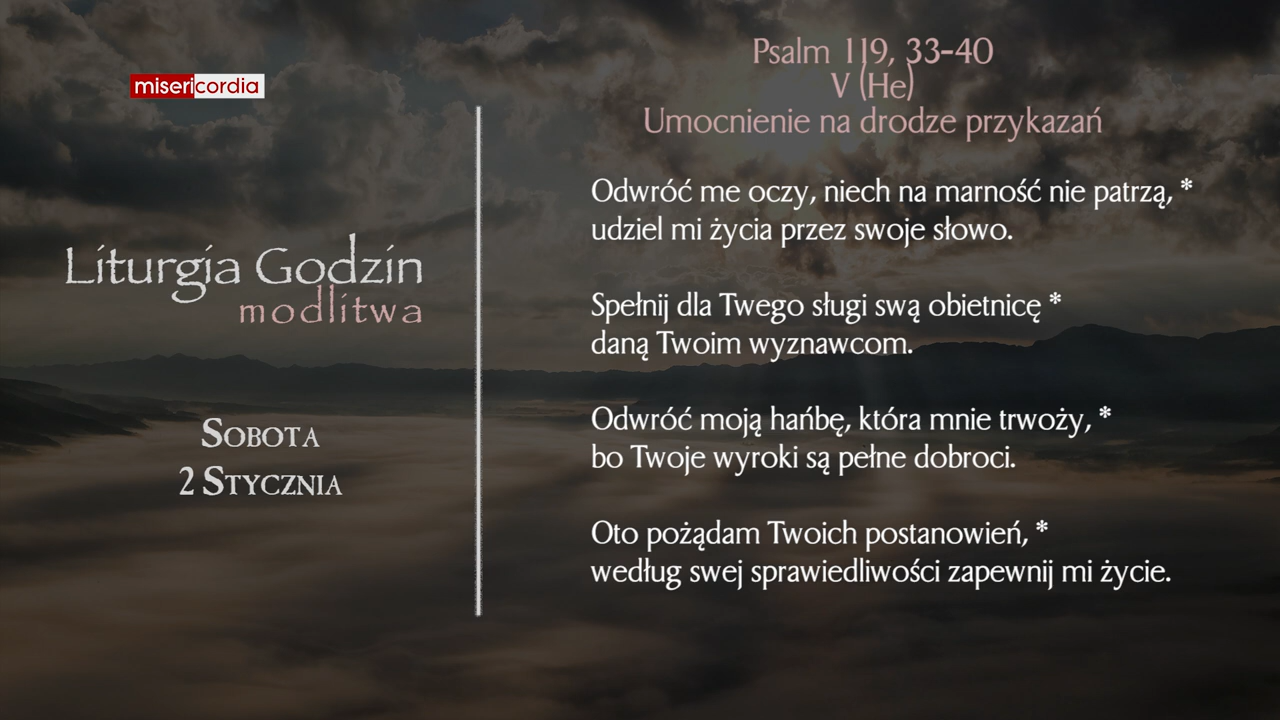 misericordia
Liturgia Godzin
modlitwa
Sobota
2 Stycznia
Psalm 119, 33-40
V (He)
Umocnienie na drodze przykazań
Odwróć me oczy, niech na marność nie patrzą, *
udziel mi życia przez swoje słowo.
Spełnij dla Twego sługi swą obietnicę *
daną Twoim wyznawcom.
Odwróć moją hańbę, która mnie trwoży, *
bo Twoje wyroki są pełne dobroci.
Oto pożądam Twoich postanowień, *
według swej sprawiedliwości zapewnij mi życie.